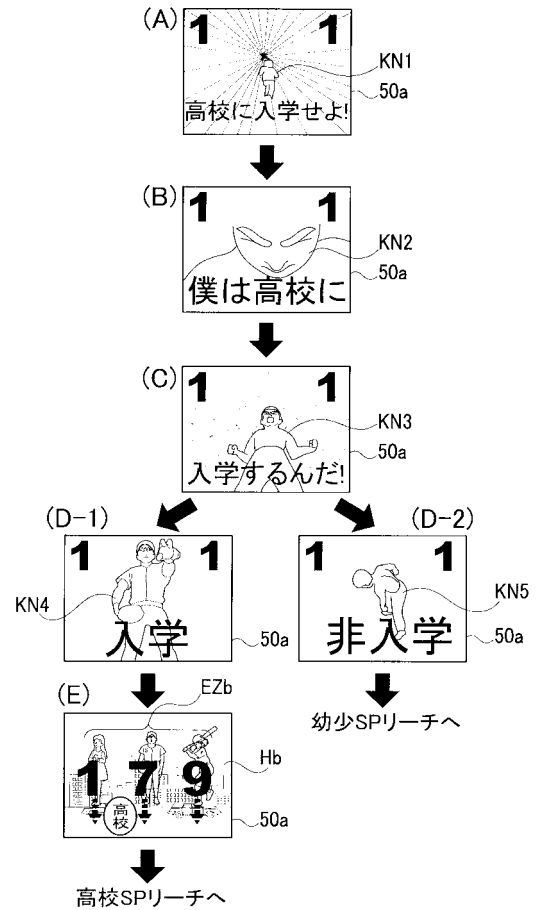 (A)
1 1
KN1
50a
高校に入学せよ!
(B)
1 1
KN2
50a
僕は高校に
(C)
1 1
KN3
50a
入学するんだ!
(D-1)
1 1
KN4
50a
入学
(D-2)
1 1
KN5
50a
非入学
幼少SPリーチへ
(E)
EZb
1 7 9
Hb
高校
50a
高校SPリーチへ